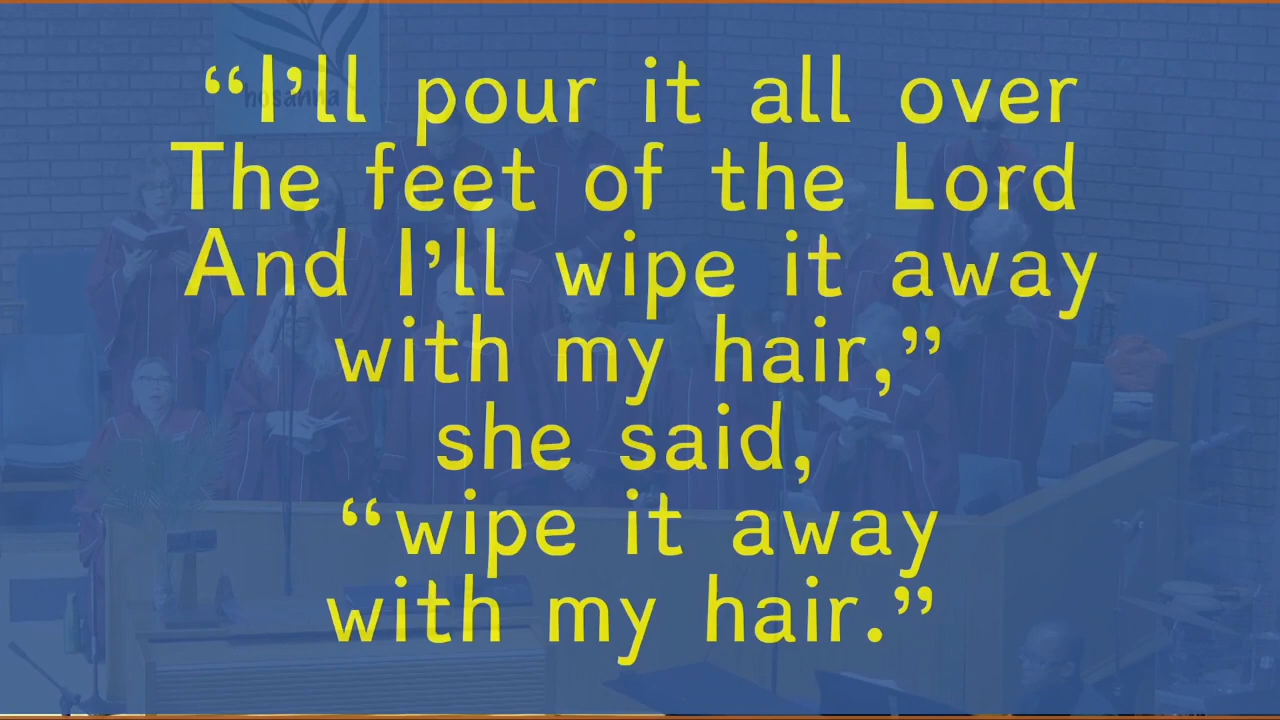 hosanna
“I’ll pour it all over
The feet of the Lord
And I’ll wipe it away
with my hair,”
she said,
“wipe it away
with my hair.”